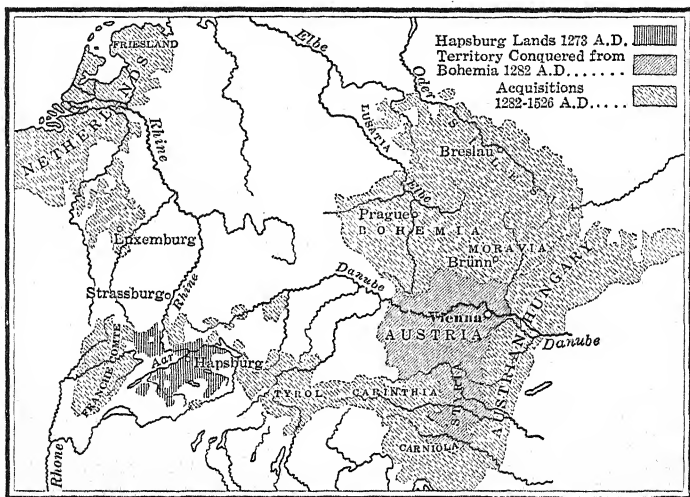 Hapsburg Lands 1273 A.D.
Territory Conquered from
Bohemia 1282 A.D......
Acquisitions
1282-1526 A.D.....
FRIESLAND
NETHERLANDS
Rhine
Elbe
Oder
LUSATIA
SILESIA
Breslau
Elbe
Prague
BOHEMIA
MORAVIA
Brünn
Luxemburg
Strassburg
Rhine
Danube
Vienna
AUSTRIA
AUSTRIAN HUNGARY
Danube
FRANCHE COMTE
Aar
Hapsburg
TYROL
CARINTHIA
STYRIA
CARNIOLA
Rhone